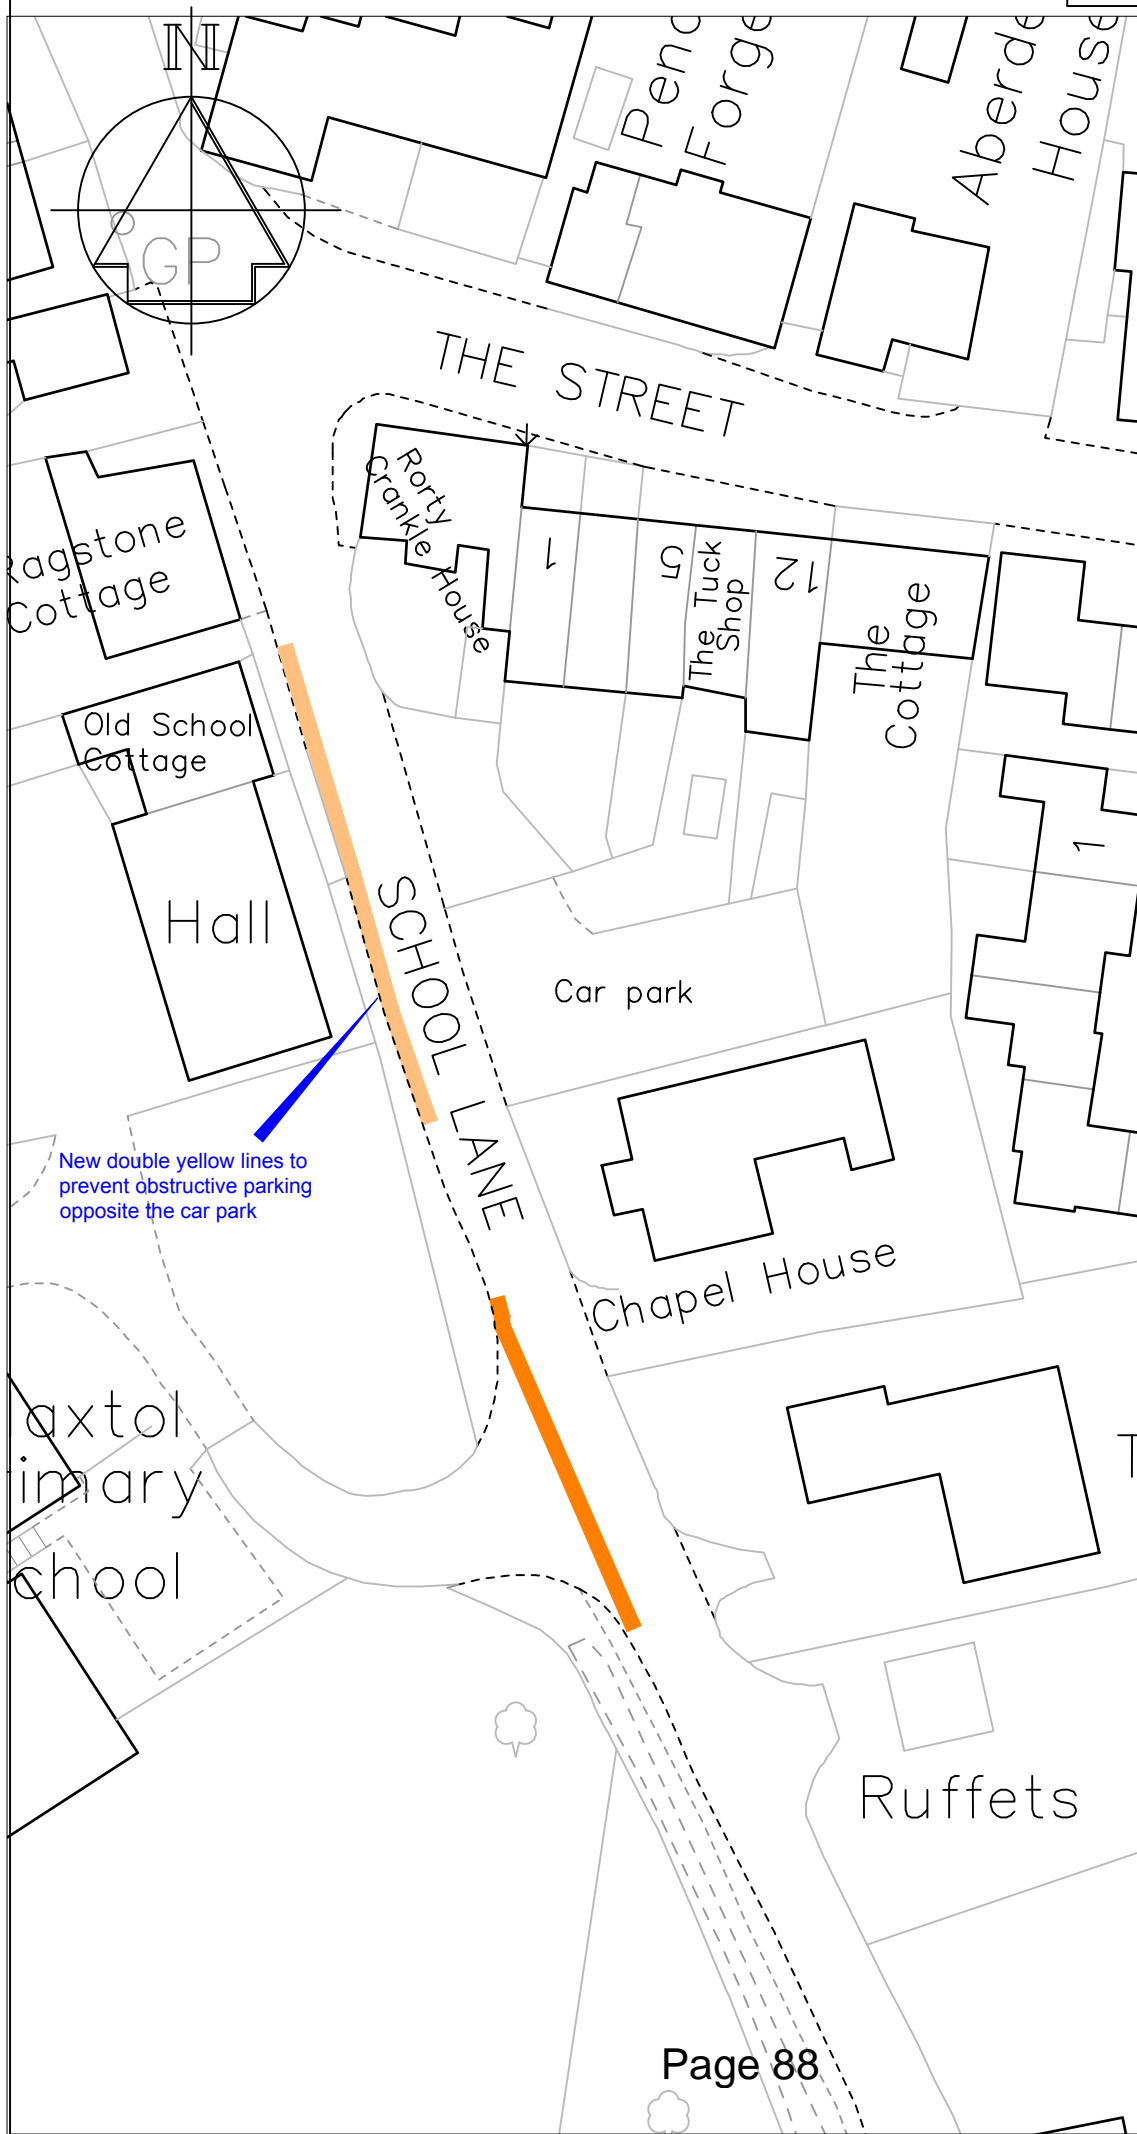 N
GP
Forge
House
THE STREET
Rorty
Crankle
House
1
5
The Tuck
Shop
12
The
Cottage
Ragstone
Cottage
Old School
Cottage
Hall
SCHOOL LANE
Car park
1
New double yellow lines to
prevent obstructive parking
opposite the car park
Chapel House
axtol
imary
chool
T
Ruffets
Page 88